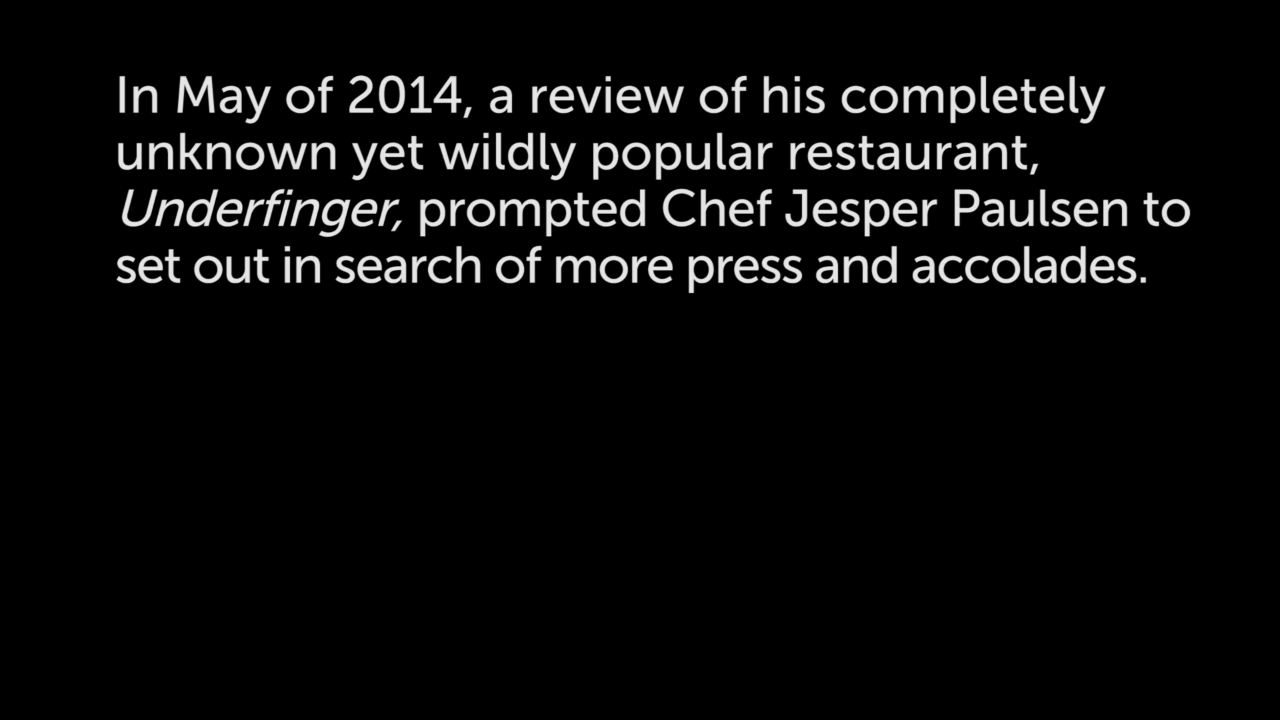 In May of 2014, a review of his completely
unknown yet wildly popular restaurant,
Underfinger, prompted Chef Jesper Paulsen to
set out in search of more press and accolades.